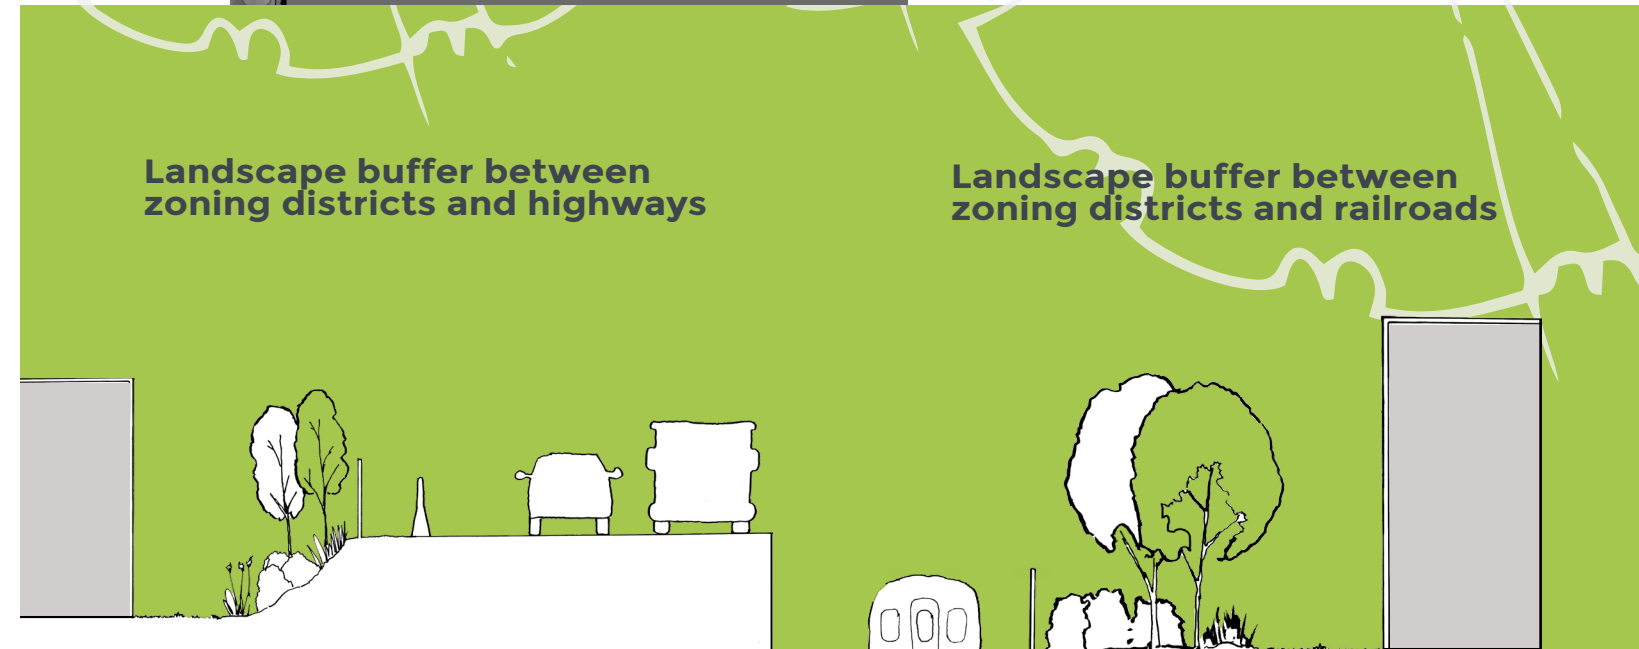 Landscape buffer between
zoning districts and highways
Landscape buffer between
zoning districts and railroads